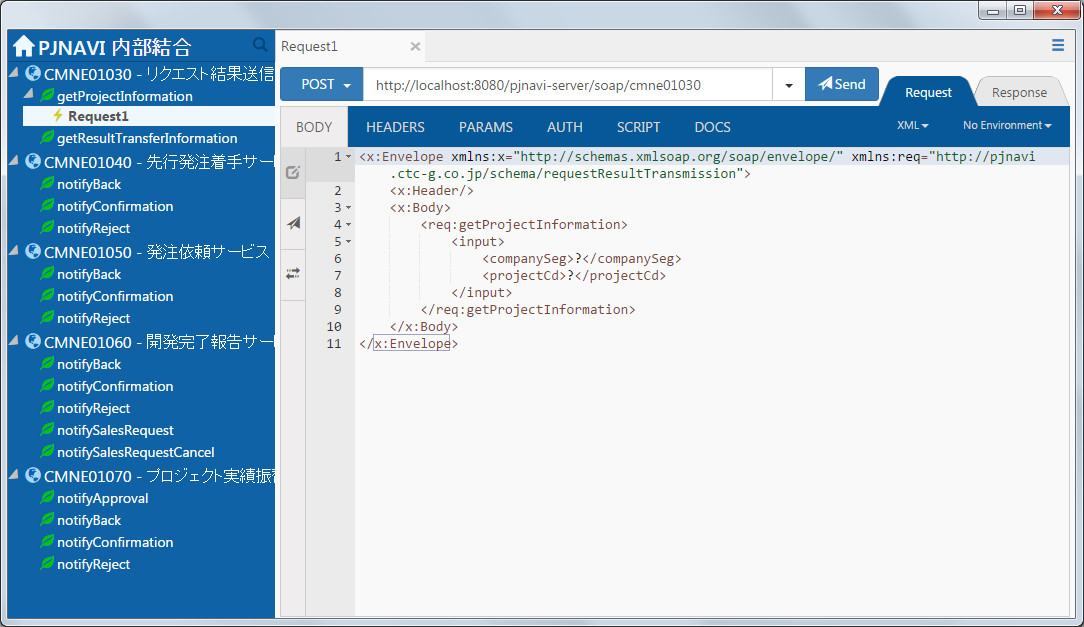 PJNAVI 内部結合
CMNE01030 - リクエスト結果送信
getProjectInformation
Request1
getResultTransferInformation
CMNE01040 - 先行発注着手サー
notifyBack
notifyConfirmation
notifyReject
CMNE01050 - 発注依頼サービス
notifyBack
notifyConfirmation
notifyReject
CMNE01060 - 開発完了報告サー
notifyBack
notifyConfirmation
notifyReject
notifySalesRequest
notifySalesRequestCancel
CMNE01070 - プロジェクト実績振
notifyApproval
notifyBack
notifyConfirmation
notifyReject
Request1
POST http://localhost:8080/pjnavi-server/soap/cmne01030 Send Request Response
BODY HEADERS PARAMS AUTH SCRIPT DOCS XML No Environment
1 <x:Envelope xmlns:x="http://schemas.xmlsoap.org/soap/envelope/" xmlns:req="http://pjnavi
.ctc-g.co.jp/schema/requestResultTransmission">
2 <x:Header/>
3 <x:Body>
4 <req:getProjectInformation>
5 <input>
6 <companySeg>?</companySeg>
7 <projectCd>?</projectCd>
8 </input>
9 </req:getProjectInformation>
10 </x:Body>
11 </x:Envelope>